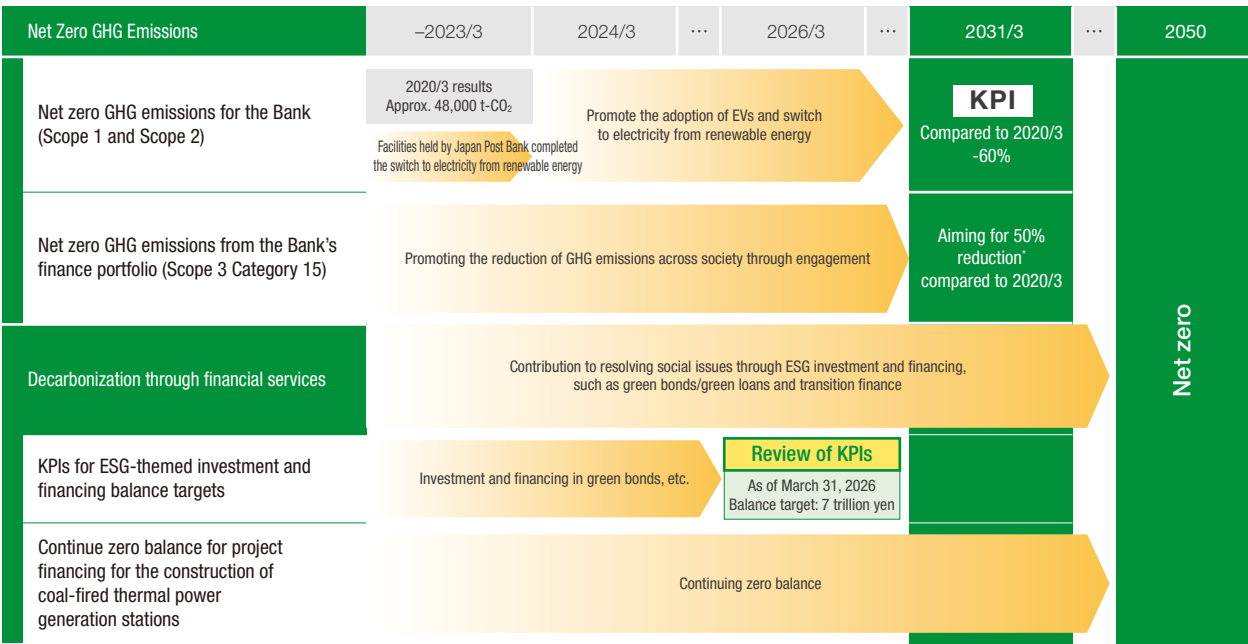 Net Zero GHG Emissions
–2023/3
2024/3
…
2026/3
…
2031/3
…
2050
Net zero GHG emissions for the Bank
(Scope 1 and Scope 2)
2020/3 results
Approx. 48,000 t-CO₂
Facilities held by Japan Post Bank completed
the switch to electricity from renewable energy
Promote the adoption of EVs and switch
to electricity from renewable energy
KPI
Compared to 2020/3
-60%
Net zero GHG emissions from the Bank's
finance portfolio (Scope 3 Category 15)
Promoting the reduction of GHG emissions across society through engagement
Aiming for 50%
reduction*
compared to 2020/3
Net zero
Decarbonization through financial services
Contribution to resolving social issues through ESG investment and financing,
such as green bonds/green loans and transition finance
KPIs for ESG-themed investment and
financing balance targets
Investment and financing in green bonds, etc.
Review of KPIs
As of March 31, 2026
Balance target: 7 trillion yen
Continue zero balance for project
financing for the construction of
coal-fired thermal power
generation stations
Continuing zero balance